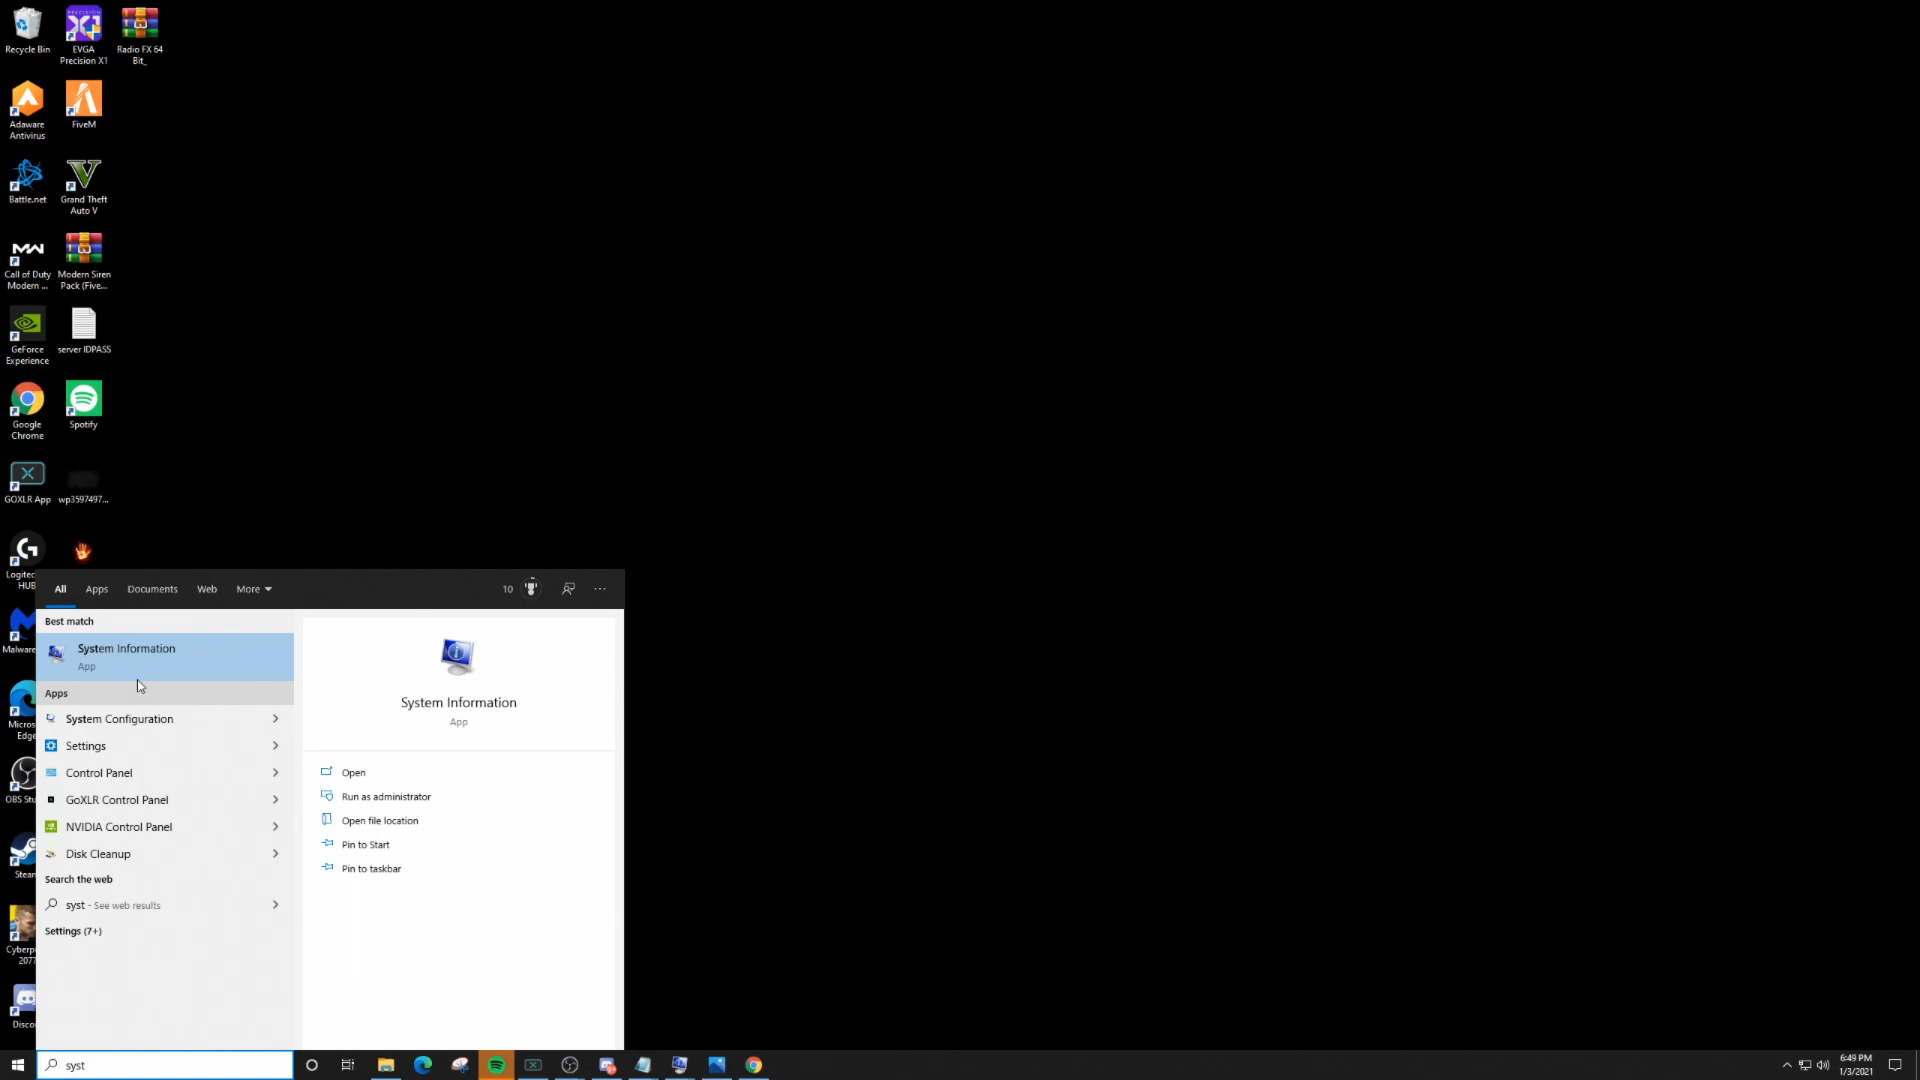 Recycle Bin
EVGA
Precision X1
Radio FX 64
Bit_
Adaware
Antivirus
FiveM
Battle.net
Grand Theft
Auto V
Call of Duty
Modern ...
Modern Siren
Pack (Five...
GeForce
Experience
server IDPASS
Google
Chrome
Spotify
GOXLR App
wp3597497...
Logitec
HUB
Malware
Micros
Edge
OBS Stu
Stean
Cyberp
2077
Disco
All
Apps
Documents
Web
More
10
...
Best match
System Information
App
Apps
System Configuration
Settings
Control Panel
GoXLR Control Panel
NVIDIA Control Panel
Disk Cleanup
Search the web
syst - See web results
Settings (7+)
System Information
App
Open
Run as administrator
Open file location
Pin to Start
Pin to taskbar
syst
6:49 PM
1/3/2021